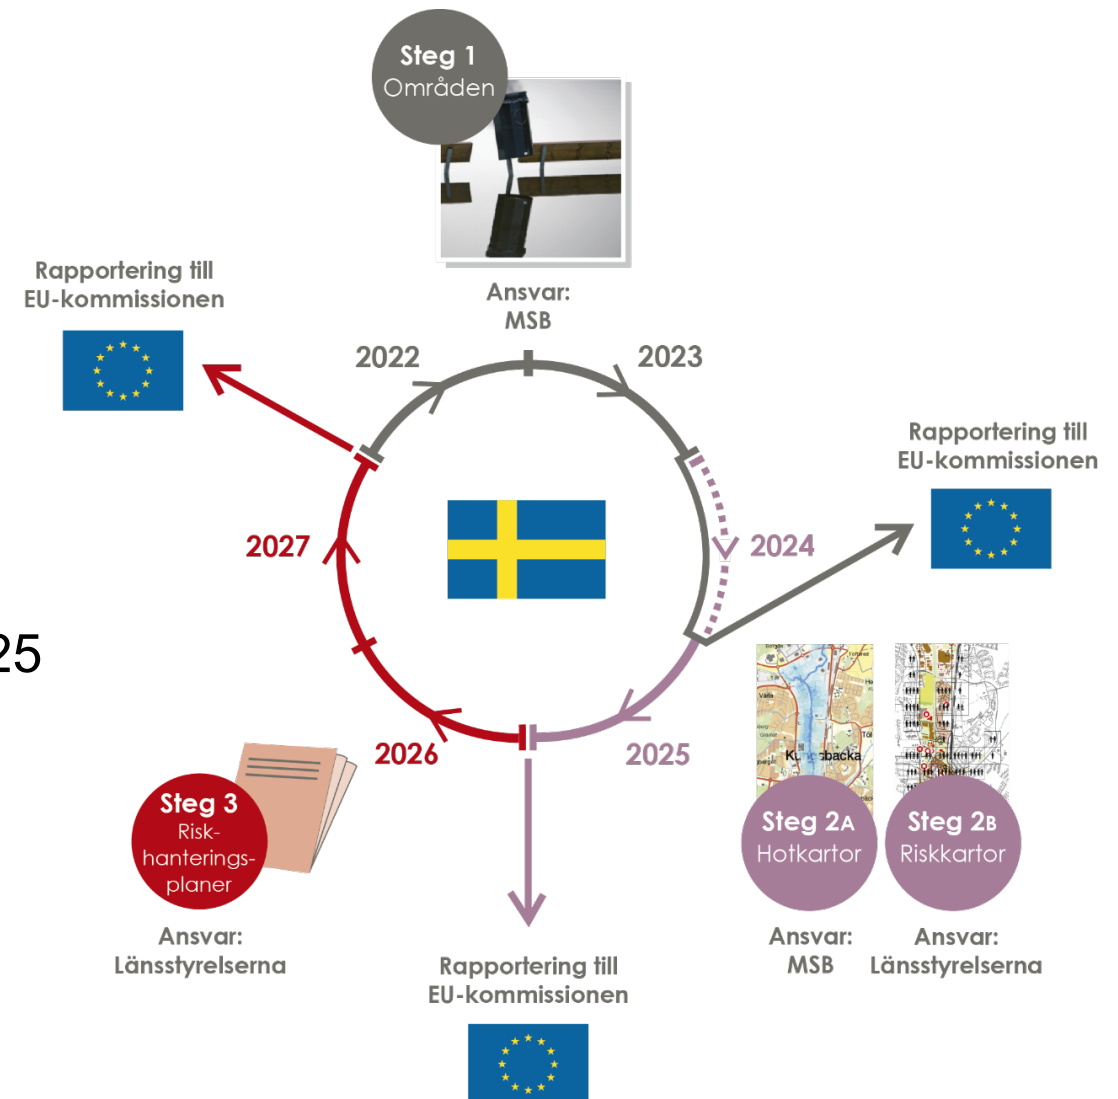 Steg 1
Områden
Ansvar:
MSB
Rapportering till
EU-kommissionen
2022
2023
Rapportering till
EU-kommissionen
2024
2027
25
2026
2025
Steg 3
Risk-
hanterings-
planer
Ansvar:
Länsstyrelserna
Steg 2A
Hotkartor
Steg 2B
Riskkartor
Ansvar:
MSB
Ansvar:
Länsstyrelserna
Rapportering till
EU-kommissionen